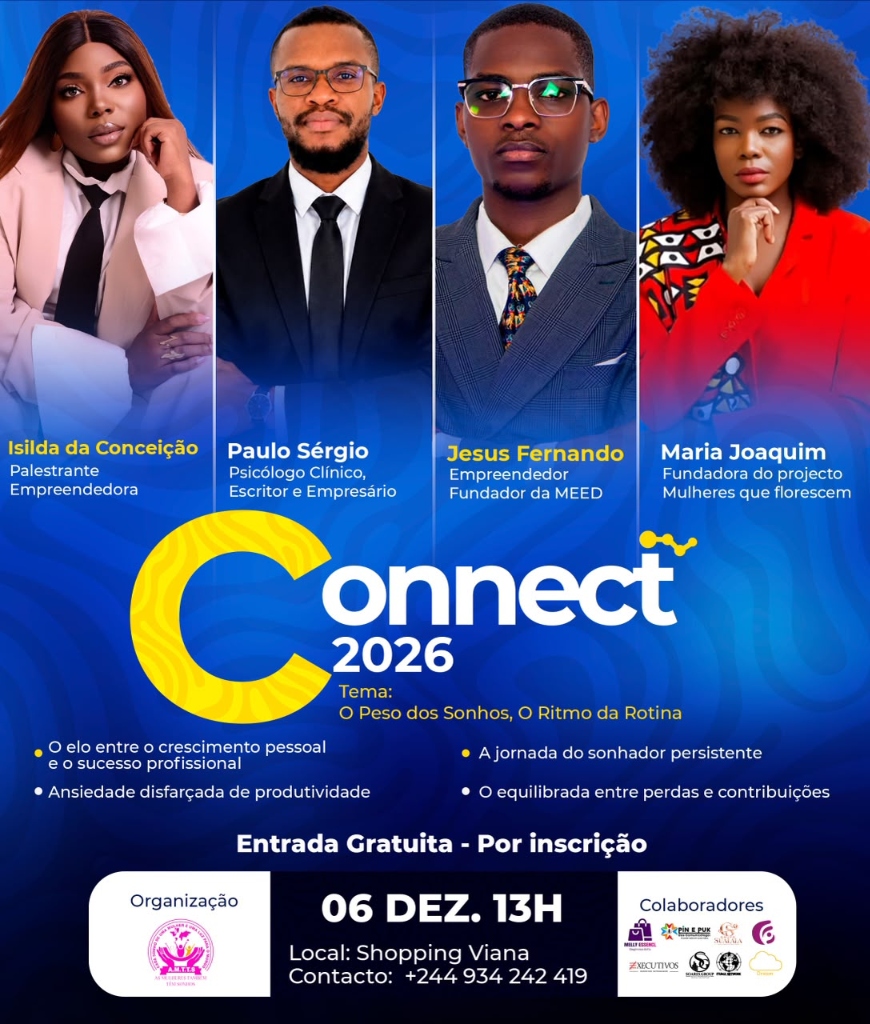 Isilda da Conceição
Palestrante
Empreendedora
Paulo Sérgio
Psicólogo Clínico,
Escritor e Empresário
Jesus Fernando
Empreendedor
Fundador da MEED
Maria Joaquim
Fundadora do projecto
Mulheres que florescem
Connect
2026
Tema:
O Peso dos Sonhos, O Ritmo da Rotina
O elo entre o crescimento pessoal
e o sucesso profissional
Ansiedade disfarçada de produtividade
A jornada do sonhador persistente
O equilibrada entre perdas e contribuições
Entrada Gratuita - Por inscrição
Organização
A.M.T.T.S
06 DEZ. 13H
Local: Shopping Viana
Contacto: +244 934 242 419
Colaboradores
PIN E PUK
EXECUTIVOS